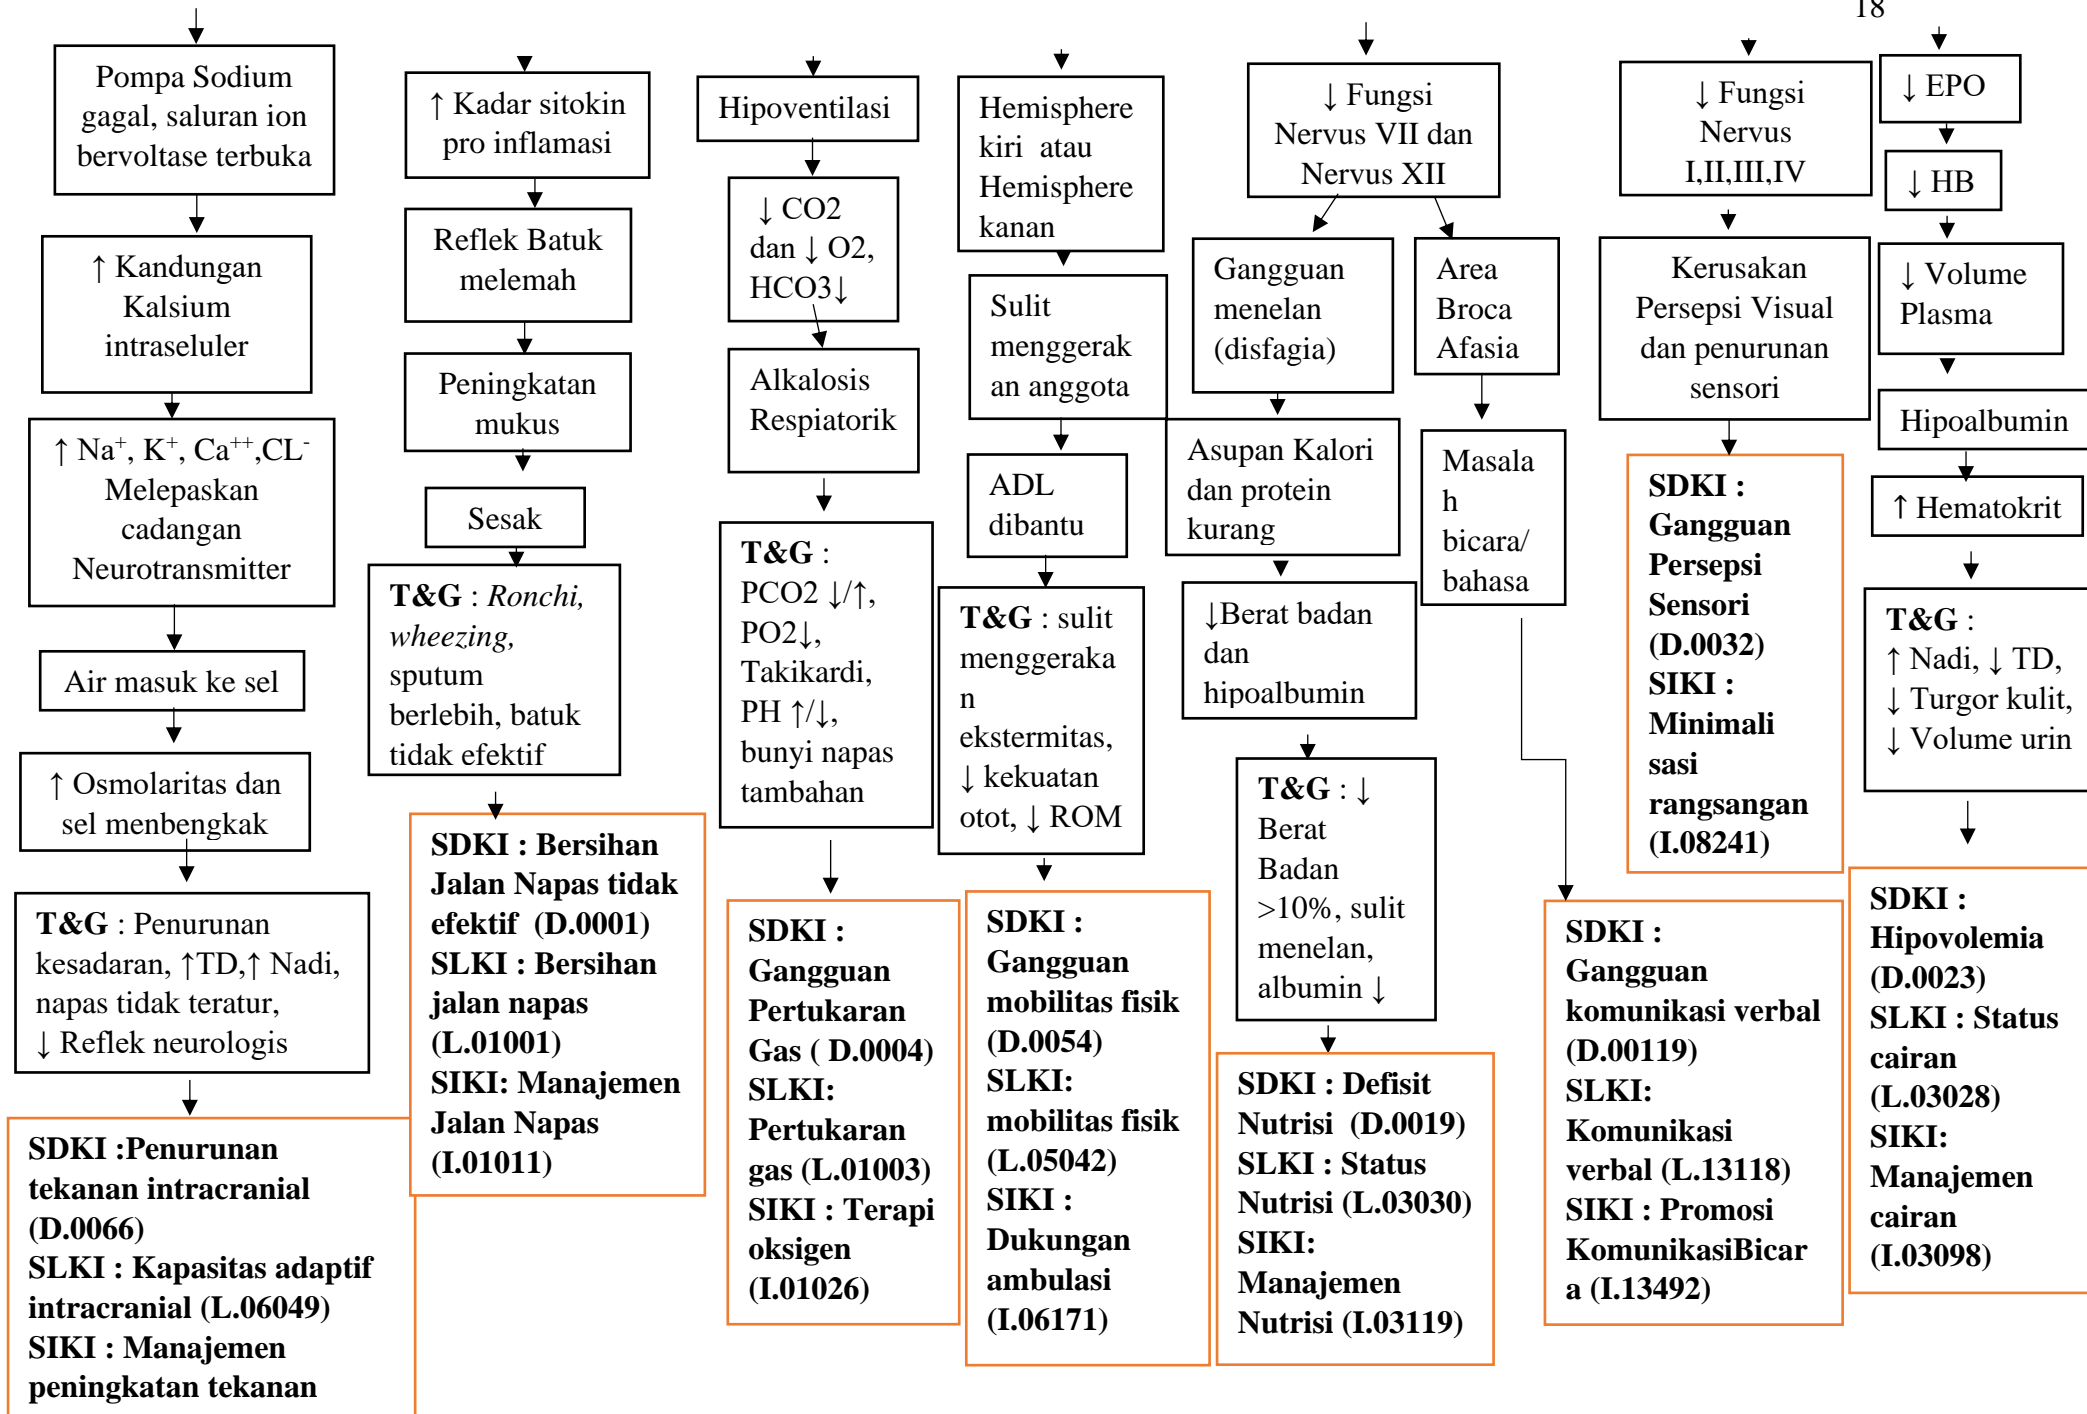 18
Pompa Sodium
gagal, saluran ion
bervoltase terbuka
↑ Kandungan
Kalsium
intraseluler
↑ Na⁺, K⁺, Ca⁺⁺,CL⁻
Melepaskan
cadangan
Neurotransmitter
Air masuk ke sel
↑ Osmolaritas dan
sel menbengkak
T&G : Penurunan
kesadaran, ↑TD,↑ Nadi,
napas tidak teratur,
↓ Reflek neurologis
SDKI :Penurunan
tekanan intracranial
(D.0066)
SLKI : Kapasitas adaptif
intracranial (L.06049)
SIKI : Manajemen
peningkatan tekanan
↑ Kadar sitokin
pro inflamasi
Reflek Batuk
melemah
Peningkatan
mukus
Sesak
T&G : Ronchi,
wheezing,
sputum
berlebih, batuk
tidak efektif
SDKI : Bersihan
Jalan Napas tidak
efektif (D.0001)
SLKI : Bersihan
jalan napas
(L.01001)
SIKI: Manajemen
Jalan Napas
(I.01011)
Hipoventilasi
↓ CO2
dan ↓ O2,
HCO3↓
Alkalosis
Respiatorik
T&G :
PCO2 ↓/↑,
PO2↓,
Takikardi,
PH ↑/↓,
bunyi napas
tambahan
SDKI :
Gangguan
Pertukaran
Gas ( D.0004)
SLKI:
Pertukaran
gas (L.01003)
SIKI : Terapi
oksigen
(I.01026)
Hemisphere
kiri atau
Hemisphere
kanan
Sulit
menggerak
an anggota
ADL
dibantu
T&G : sulit
menggeraka
n
ekstermitas,
↓ kekuatan
otot, ↓ ROM
SDKI :
Gangguan
mobilitas fisik
(D.0054)
SLKI:
mobilitas fisik
(L.05042)
SIKI :
Dukungan
ambulasi
(I.06171)
↓ Fungsi
Nervus VII dan
Nervus XII
Gangguan
menelan
(disfagia)
Asupan Kalori
dan protein
kurang
↓Berat badan
dan
hipoalbumin
T&G : ↓
Berat
Badan
>10%, sulit
menelan,
albumin ↓
SDKI : Defisit
Nutrisi (D.0019)
SLKI : Status
Nutrisi (L.03030)
SIKI:
Manajemen
Nutrisi (I.03119)
Area
Broca
Afasia
Masala
h
bicara/
bahasa
SDKI :
Gangguan
komunikasi verbal
(D.00119)
SLKI:
Komunikasi
verbal (L.13118)
SIKI : Promosi
KomunikasiBicar
a (I.13492)
↓ Fungsi
Nervus
I,II,III,IV
Kerusakan
Persepsi Visual
dan penurunan
sensori
SDKI :
Gangguan
Persepsi
Sensori
(D.0032)
SIKI :
Minimali
sasi
rangsangan
(I.08241)
↓ EPO
↓ HB
↓ Volume
Plasma
Hipoalbumin
↑ Hematokrit
T&G :
↑ Nadi, ↓ TD,
↓ Turgor kulit,
↓ Volume urin
SDKI :
Hipovolemia
(D.0023)
SLKI : Status
cairan
(L.03028)
SIKI:
Manajemen
cairan
(I.03098)